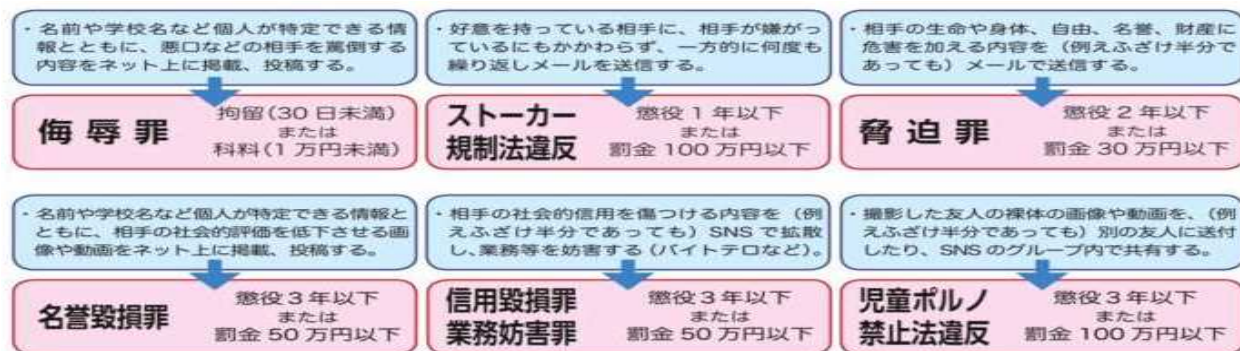 ・名前や学校名など個人が特定できる情
報とともに、悪口などの相手を罵倒する
内容をネット上に掲載、投稿する。
侮辱罪
拘留(30日未満)
または
科料(1万円未満)
・好意を持っている相手に、相手が嫌がっ
ているにもかかわらず、一方的に何度も
繰り返しメールを送信する。
ストーカー
規制法違反
懲役1年以下
または
罰金100万円以下
・相手の生命や身体、自由、名誉、財産に
危害を加える内容を(例えふざけ半分で
あっても)メールで送信する。
脅迫罪
懲役2年以下
または
罰金30万円以下
・名前や学校名など個人が特定できる情報と
ともに、相手の社会的評価を低下させる画
像や動画をネット上に掲載、投稿する。
名誉毀損罪
懲役3年以下
または
罰金50万円以下
・相手の社会的信用を傷つける内容を(例
えふざけ半分であっても)SNSで拡散
し、業務等を妨害する(バイトテロなど)。
信用毀損罪
業務妨害罪
懲役3年以下
または
罰金50万円以下
・撮影した友人の裸体の画像や動画を、(例
えふざけ半分であっても)別の友人に送付
したり、SNSのグループ内で共有する。
児童ポルノ
禁止法違反
懲役3年以下
または
罰金100万円以下